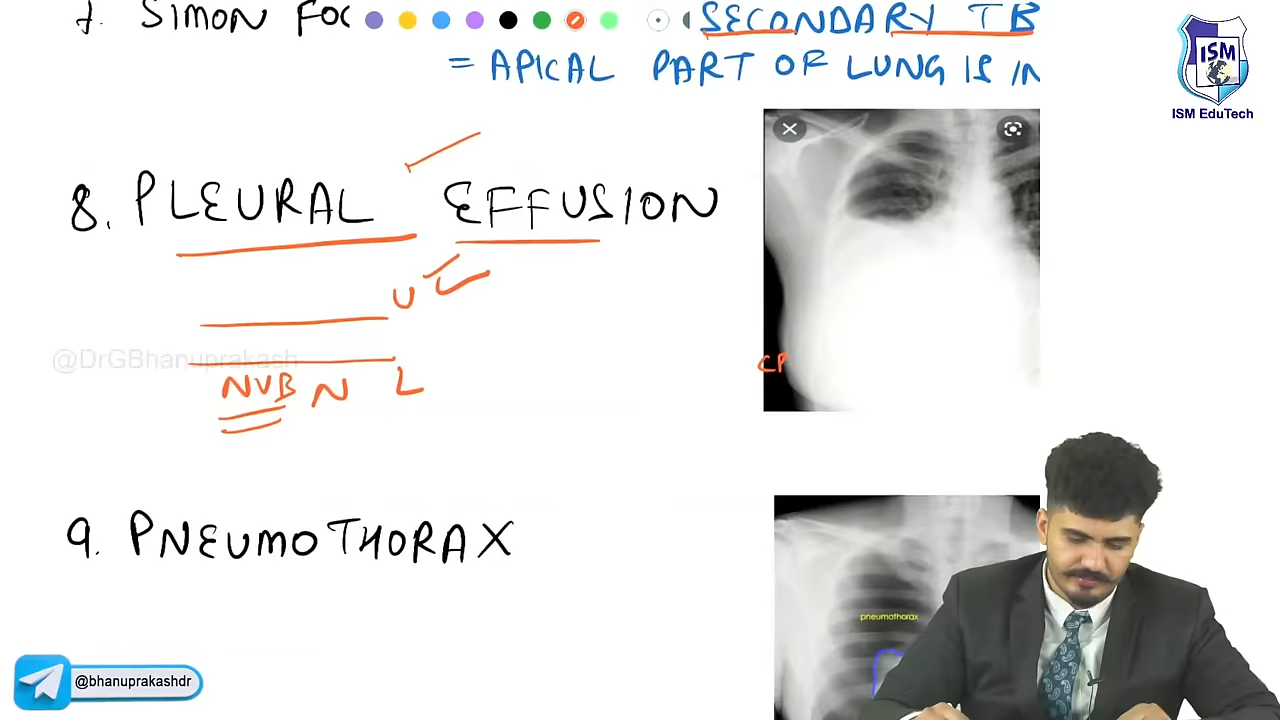 7. SIMON FOC
SECONDARY TB
= APICAL PART OF LUNG IS IN
ISM
ISM EduTech
8. PLEURAL EFFUSION
U
@DrGBhanuprakash
NVB N L
CP
9. PNEUMOTHORAX
pneumothorax
@bhanuprakashdr